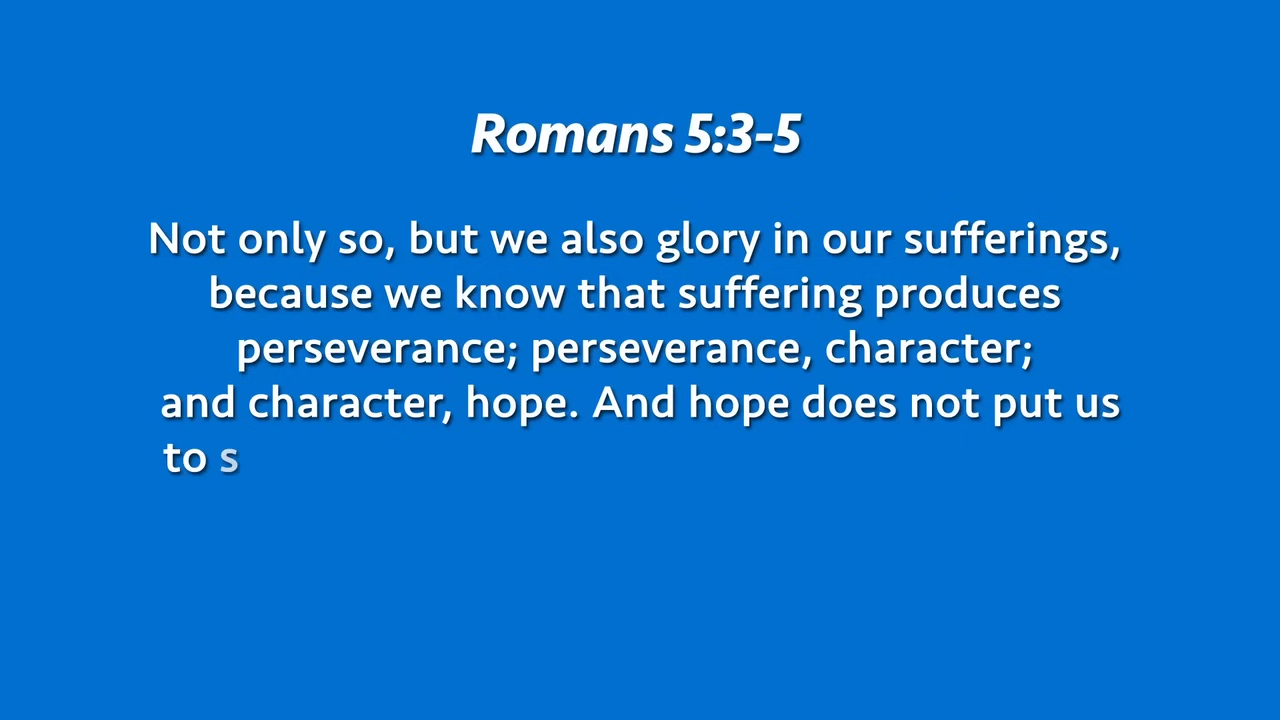 Romans 5:3-5
Not only so, but we also glory in our sufferings,
because we know that suffering produces
perseverance; perseverance, character;
and character, hope. And hope does not put us
to s